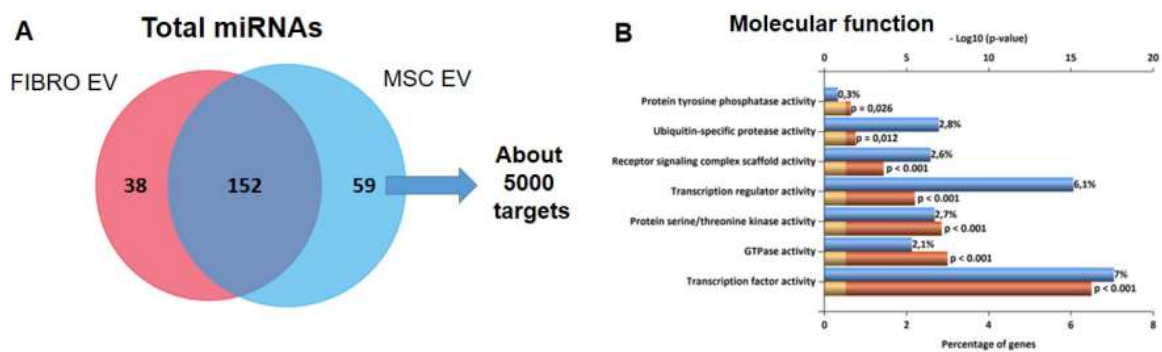 A
Total miRNAs
FIBRO EV
MSC EV
38
152
59
About
5000
targets
B
Molecular function
- Log10 (p-value)
0
5
10
15
20
Protein tyrosine phosphatase activity
0,3%
p = 0,026
Ubiquitin-specific protease activity
2,8%
p = 0,012
Receptor signaling complex scaffold activity
2,6%
p < 0.001
Transcription regulator activity
6,1%
p < 0.001
Protein serine/threonine kinase activity
2,7%
p < 0.001
GTPase activity
2,1%
p < 0.001
Transcription factor activity
7%
p < 0.001
0
2
4
6
8
Percentage of genes